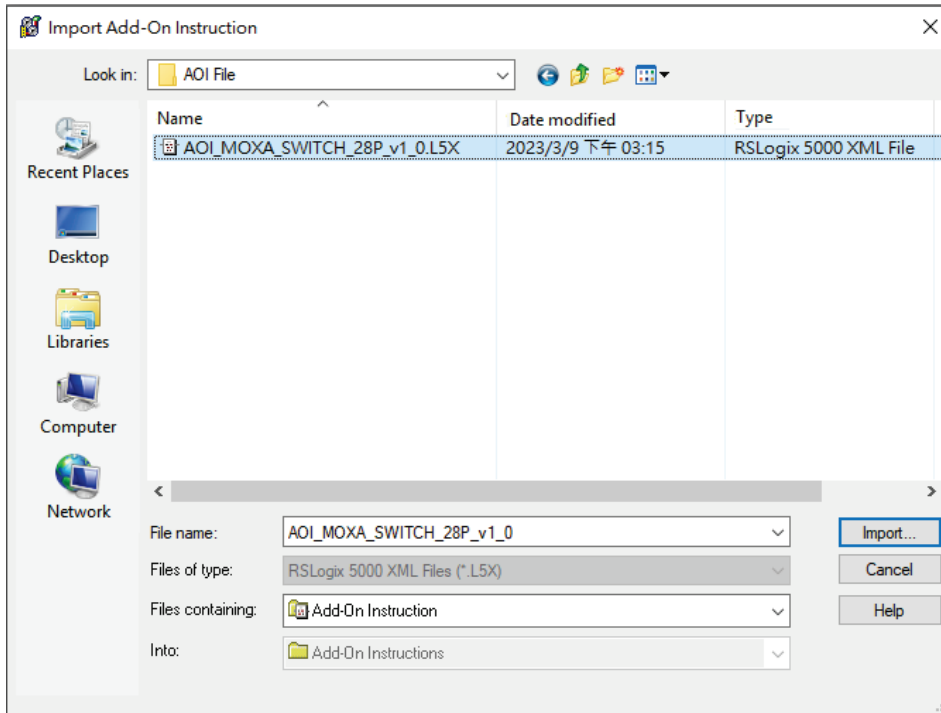 Import Add-On Instruction
Look in: AOI File
Name Date modified Type
AOI_MOXA_SWITCH_28P_v1_0.L5X 2023/3/9 下午 03:15 RSLogix 5000 XML File
Recent Places
Desktop
Libraries
Computer
Network
File name: AOI_MOXA_SWITCH_28P_v1_0 Import...
Files of type: RSLogix 5000 XML Files (*.L5X) Cancel
Files containing: Add-On Instruction Help
Into: Add-On Instructions